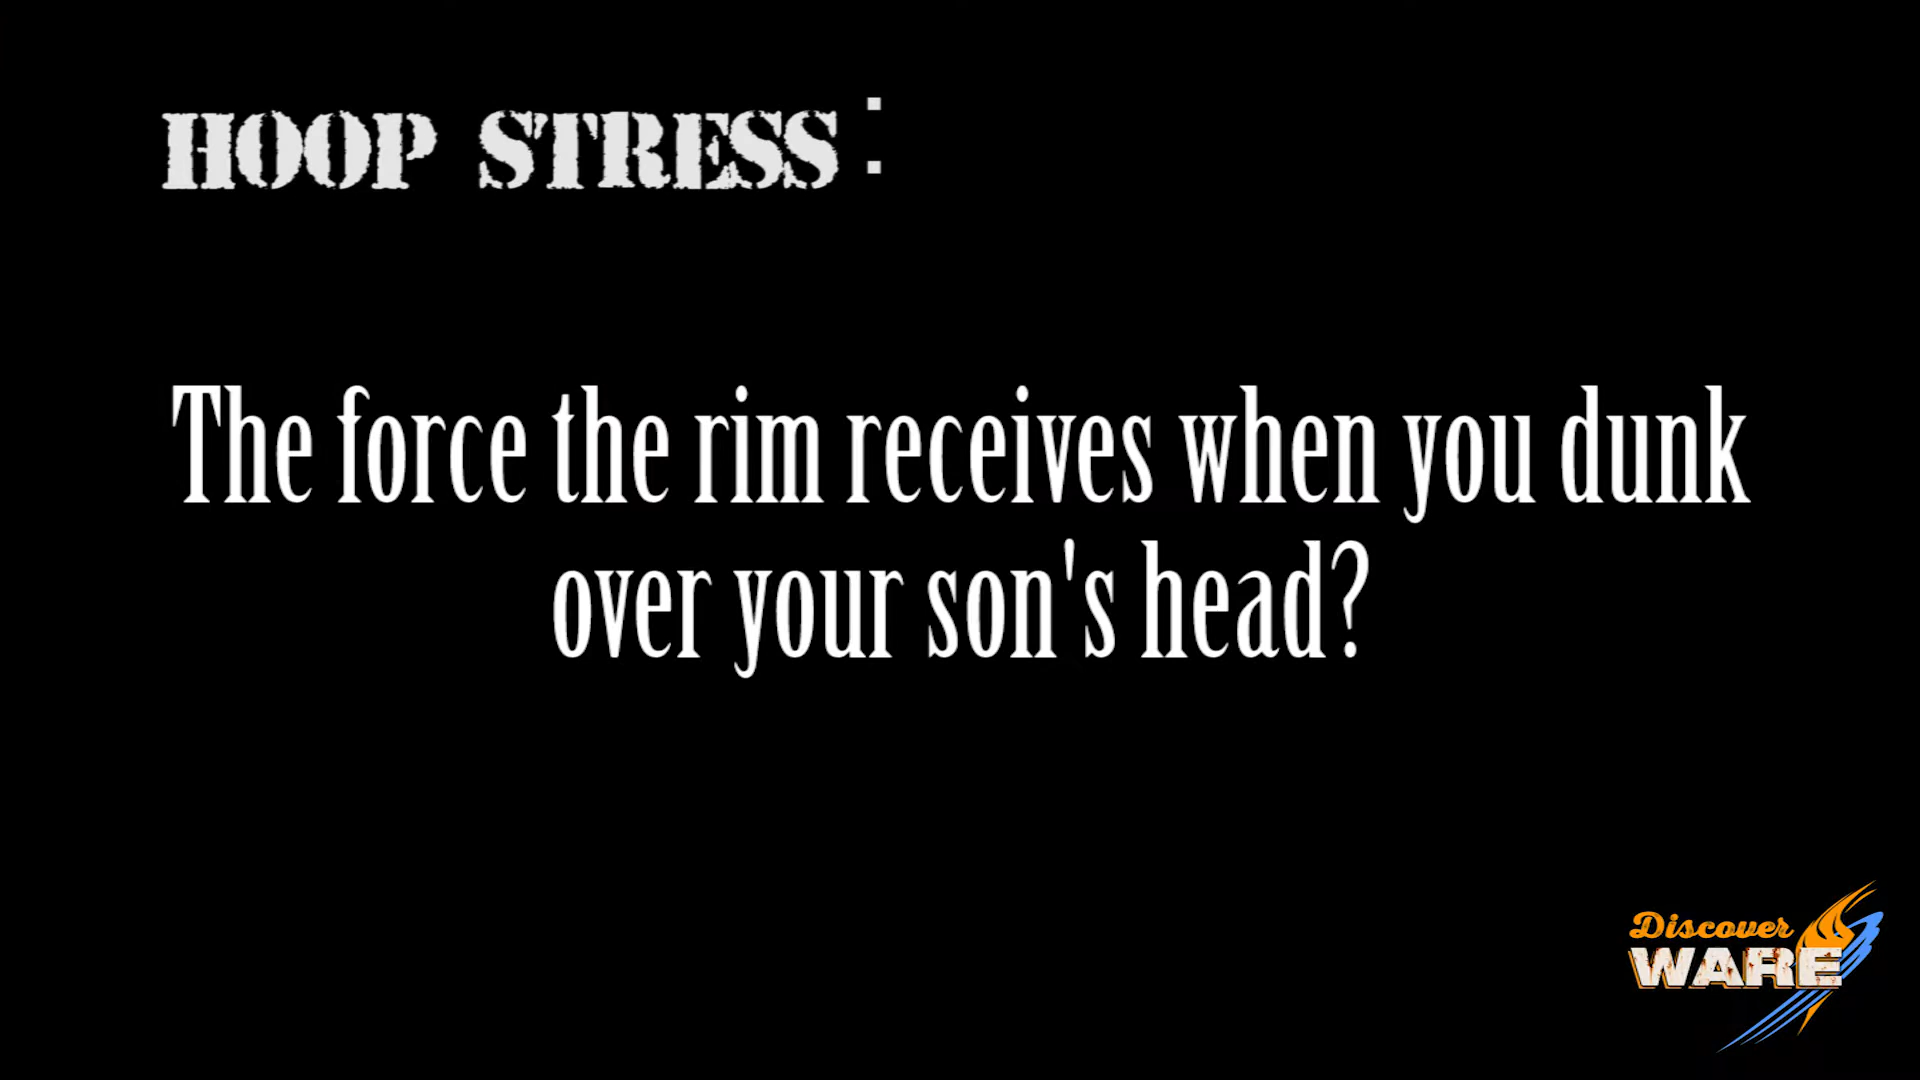 HOOP STRESS:
The force the rim receives when you dunk
over your son's head?
Discover
WARE